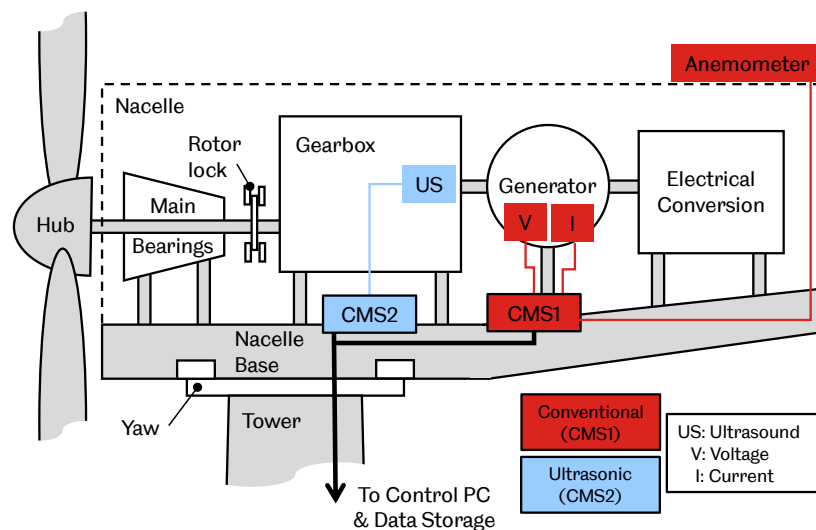 Anemometer
Nacelle
Rotor
lock
Gearbox
US
Generator
V
I
Electrical
Conversion
Hub
Main
Bearings
CMS2
CMS1
Nacelle
Base
Yaw
Tower
Conventional
(CMS1)
Ultrasonic
(CMS2)
US: Ultrasound
V: Voltage
I: Current
To Control PC
& Data Storage